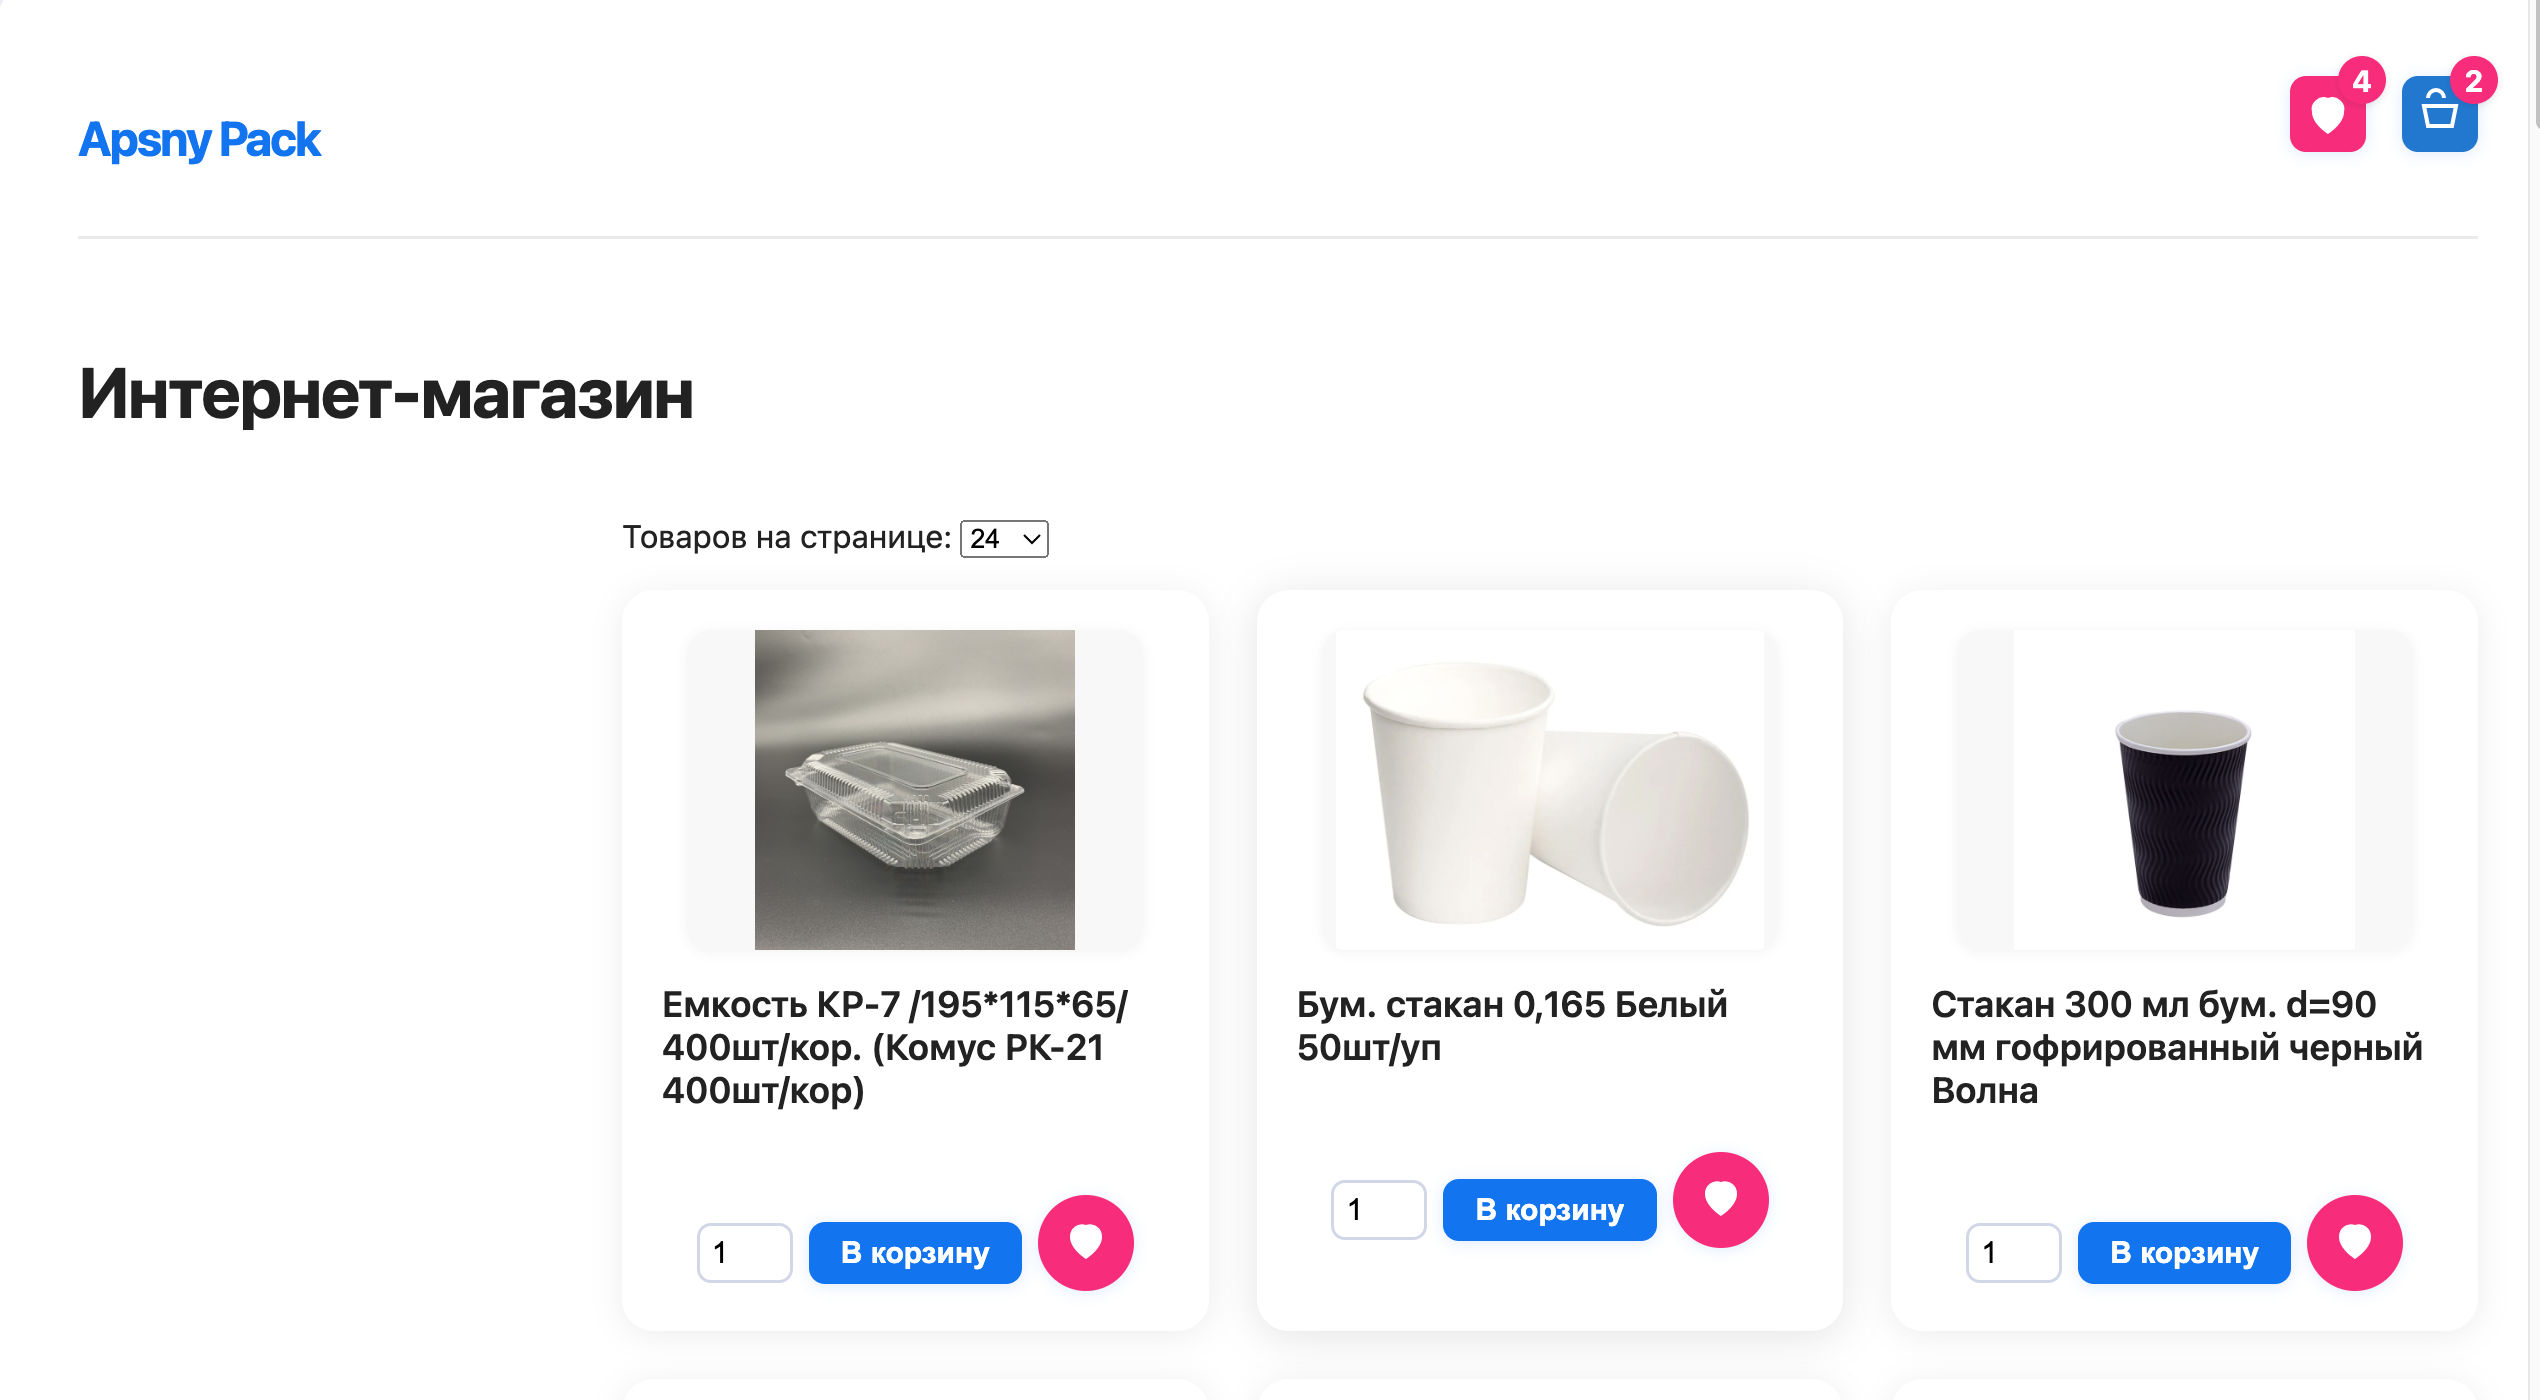 4
2
Apsny Pack
Интернет-магазин
Товаров на странице: 24
Емкость КР-7 /195*115*65/
400шт/кор. (Комус РК-21
400шт/кор)
1
В корзину
Бум. стакан 0,165 Белый
50шт/уп
1
В корзину
Стакан 300 мл бум. d=90
мм гофрированный черный
Волна
1
В корзину